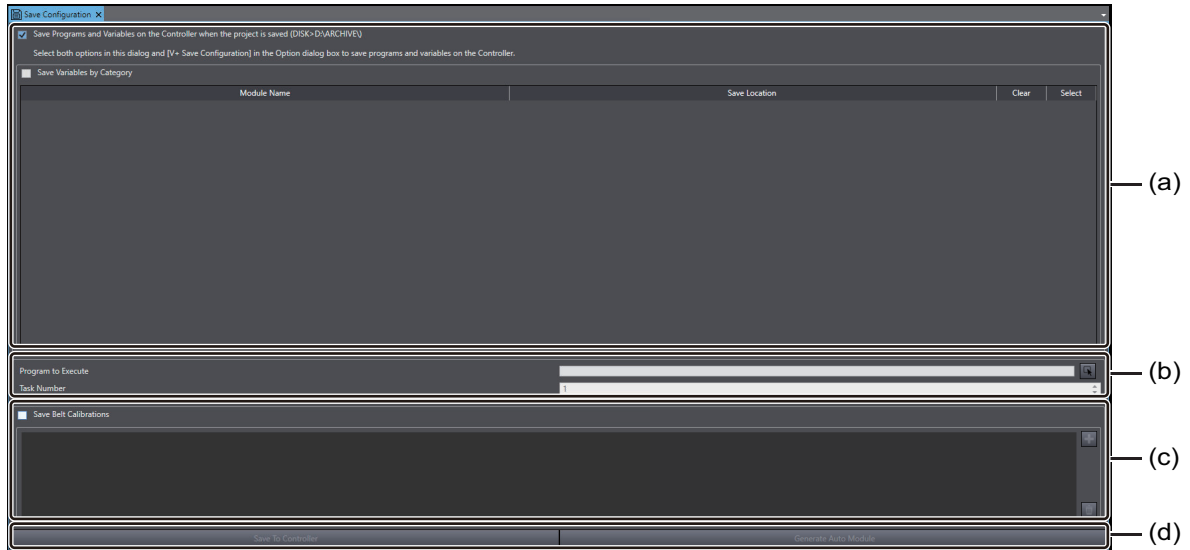 Save Configuration
Save Programs and Variables on the Controller when the project is saved (DISK>D:\ARCHIVE\)
Select both options in this dialog and [V+ Save Configuration] in the Option dialog box to save programs and variables on the Controller.
Save Variables by Category
Module Name Save Location Clear Select
(a)
Program to Execute
(b)
Task Number 1
Save Belt Calibrations
(c)
Save To Controller Generate Auto Module
(d)